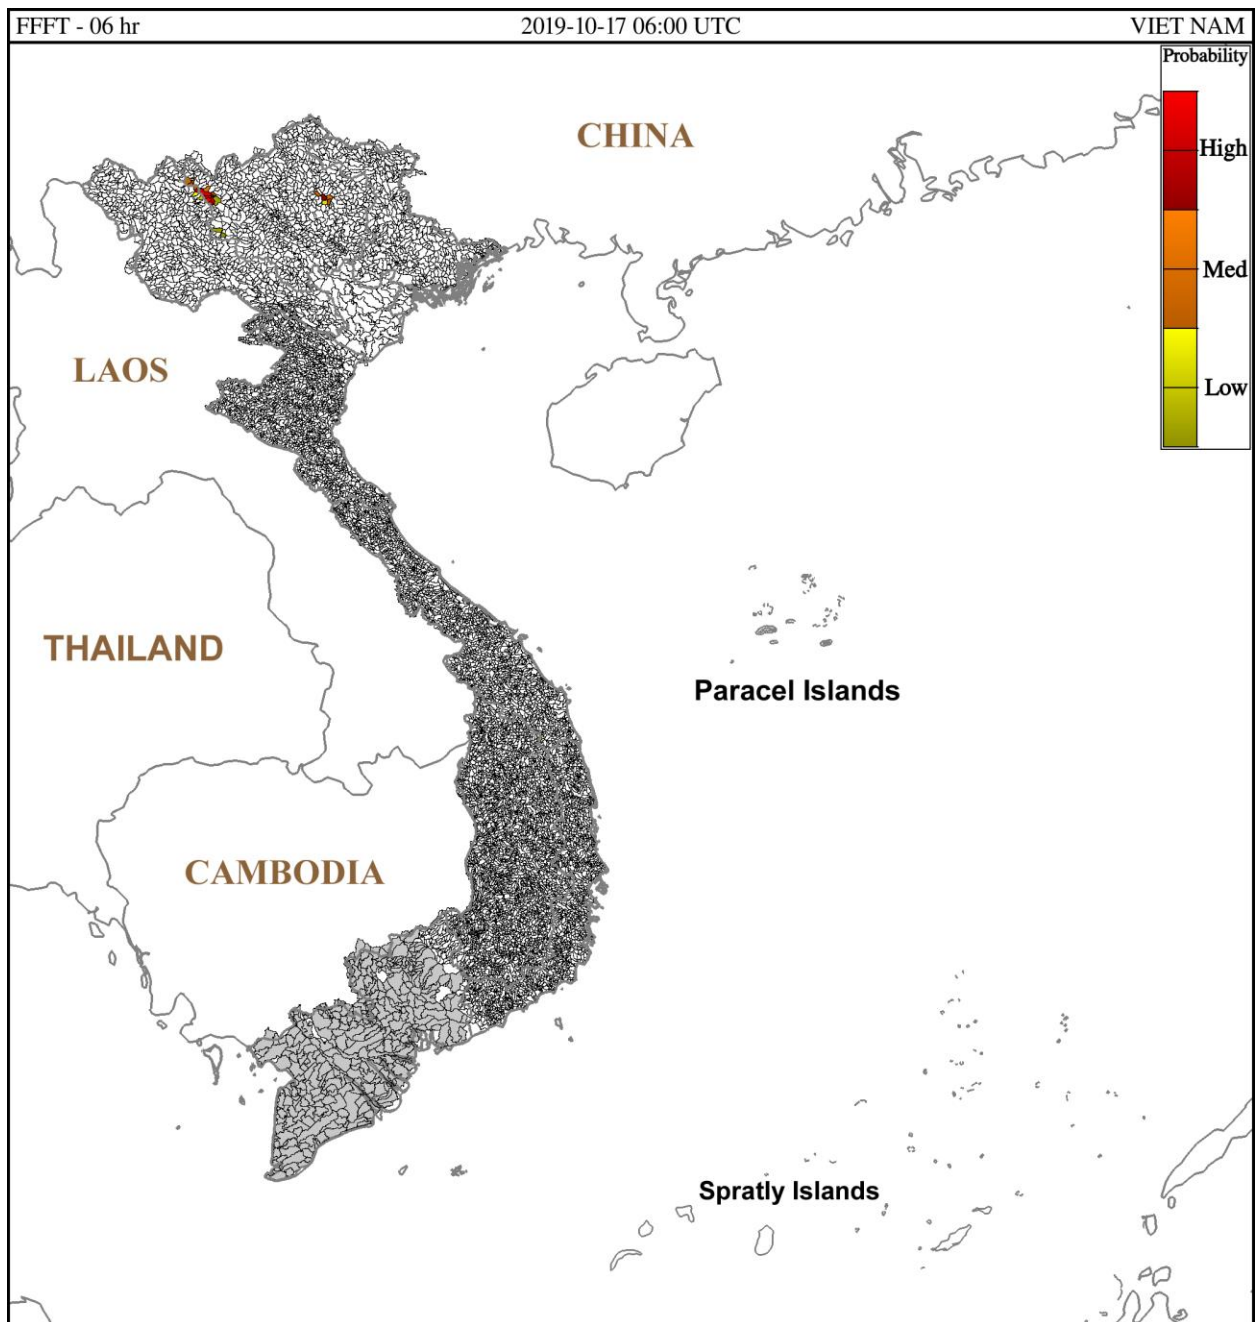 FFFT - 06 hr 2019-10-17 06:00 UTC VIET NAM
Probability
CHINA
High
Med
LAOS
Low
THAILAND
Paracel Islands
CAMBODIA
Spratly Islands